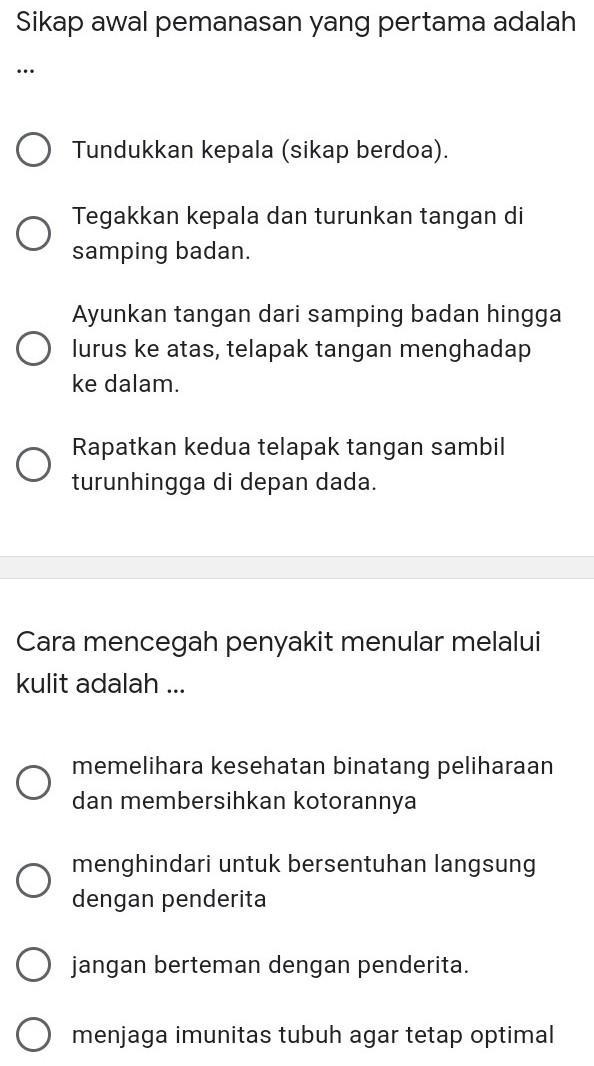 Sikap awal pemanasan yang pertama adalah
...
Tundukkan kepala (sikap berdoa).
Tegakkan kepala dan turunkan tangan di
samping badan.
Ayunkan tangan dari samping badan hingga
lurus ke atas, telapak tangan menghadap
ke dalam.
Rapatkan kedua telapak tangan sambil
turunhingga di depan dada.
Cara mencegah penyakit menular melalui
kulit adalah ...
memelihara kesehatan binatang peliharaan
dan membersihkan kotorannya
menghindari untuk bersentuhan langsung
dengan penderita
jangan berteman dengan penderita.
menjaga imunitas tubuh agar tetap optimal